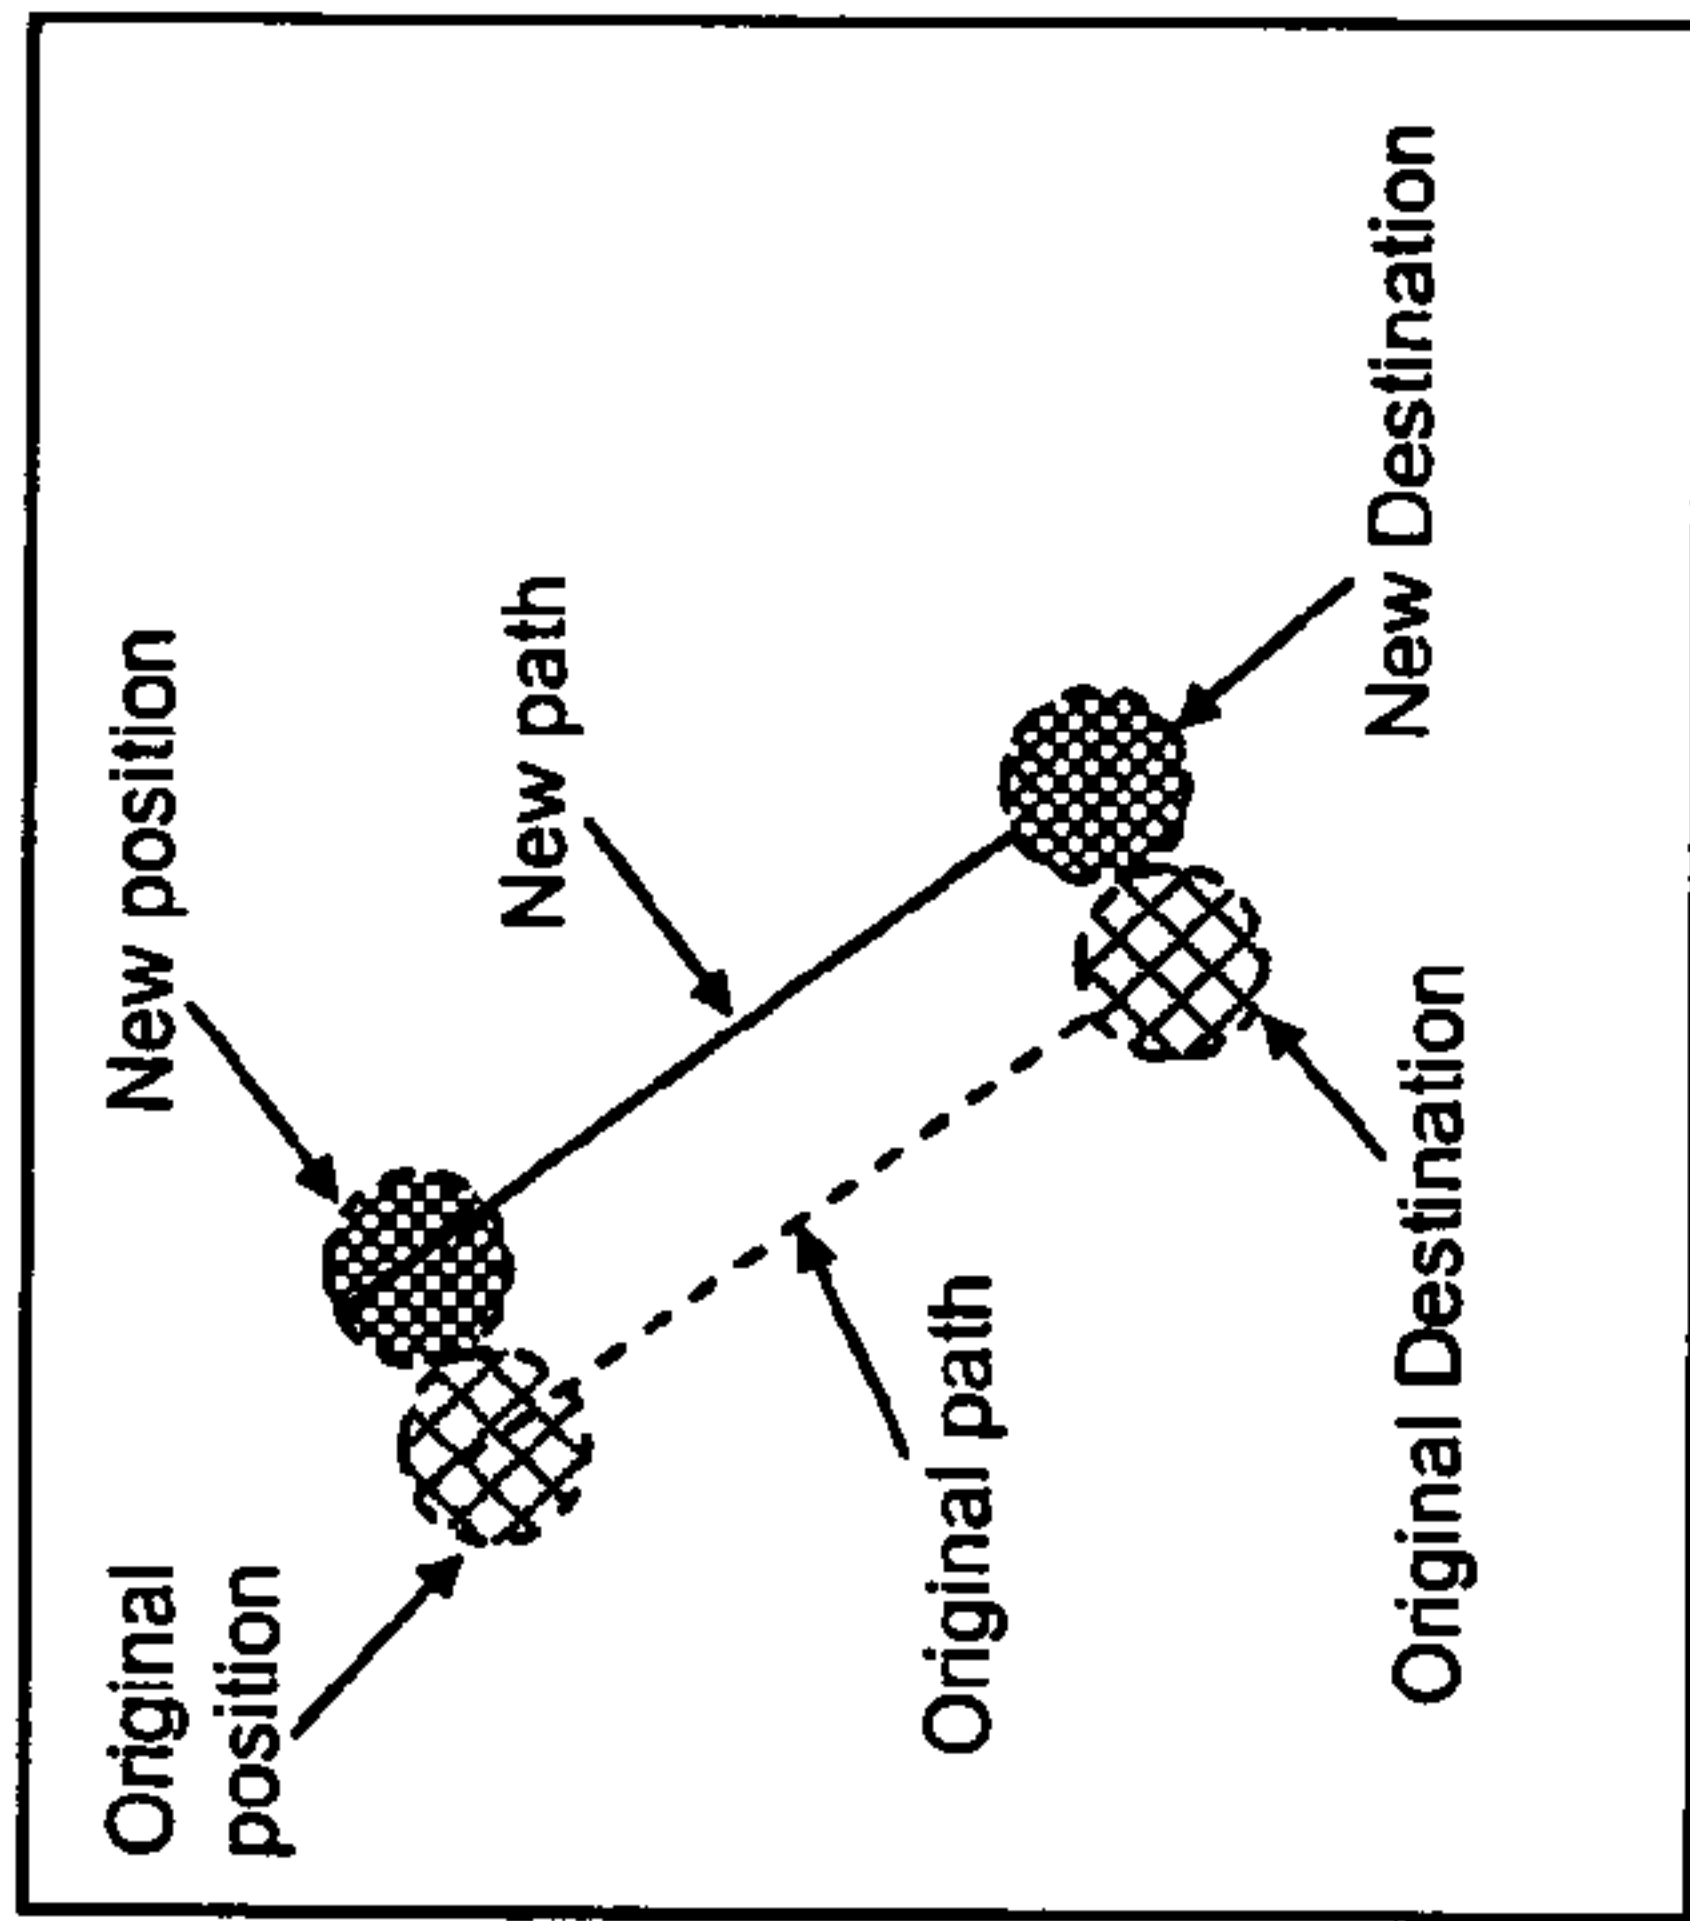 Original
position
New position
New path
Original path
Original Destination
New Destination